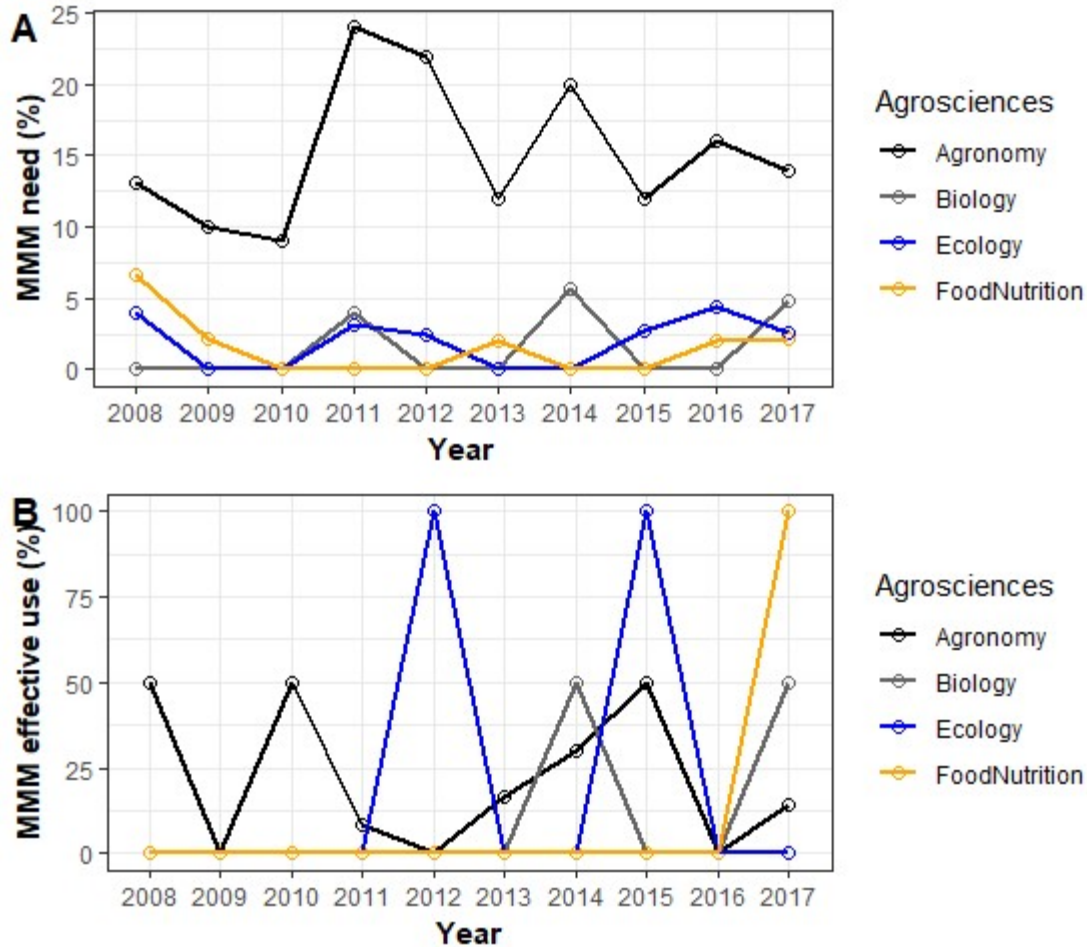 A
MMM need (%)
25
20
15
10
5
0
2008 2009 2010 2011 2012 2013 2014 2015 2016 2017
Year
Agrosciences
Agronomy
Biology
Ecology
FoodNutrition
B
MMM effective use (%)
100
75
50
25
0
2008 2009 2010 2011 2012 2013 2014 2015 2016 2017
Year
Agrosciences
Agronomy
Biology
Ecology
FoodNutrition